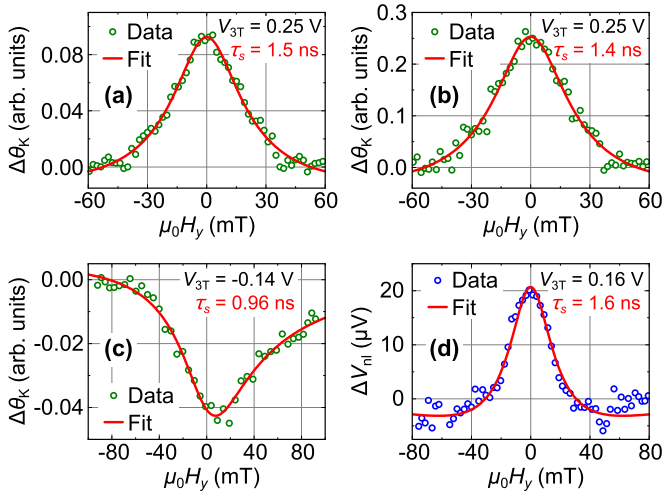 Data
Fit
V3T = 0.25 V
τs = 1.5 ns
(a)
ΔθK (arb. units)
0.08
0.04
0.00
-60 -30 0 30 60
μ0Hy (mT)
Data
Fit
V3T = 0.25 V
τs = 1.4 ns
(b)
ΔθK (arb. units)
0.3
0.2
0.1
0.0
-60 -30 0 30 60
μ0Hy (mT)
V3T = -0.14 V
τs = 0.96 ns
(c)
Data
Fit
ΔθK (arb. units)
0.00
-0.02
-0.04
-80 -40 0 40 80
μ0Hy (mT)
Data
Fit
V3T = 0.16 V
τs = 1.6 ns
(d)
ΔVnl (μV)
20
10
0
-80 -40 0 40 80
μ0Hy (mT)